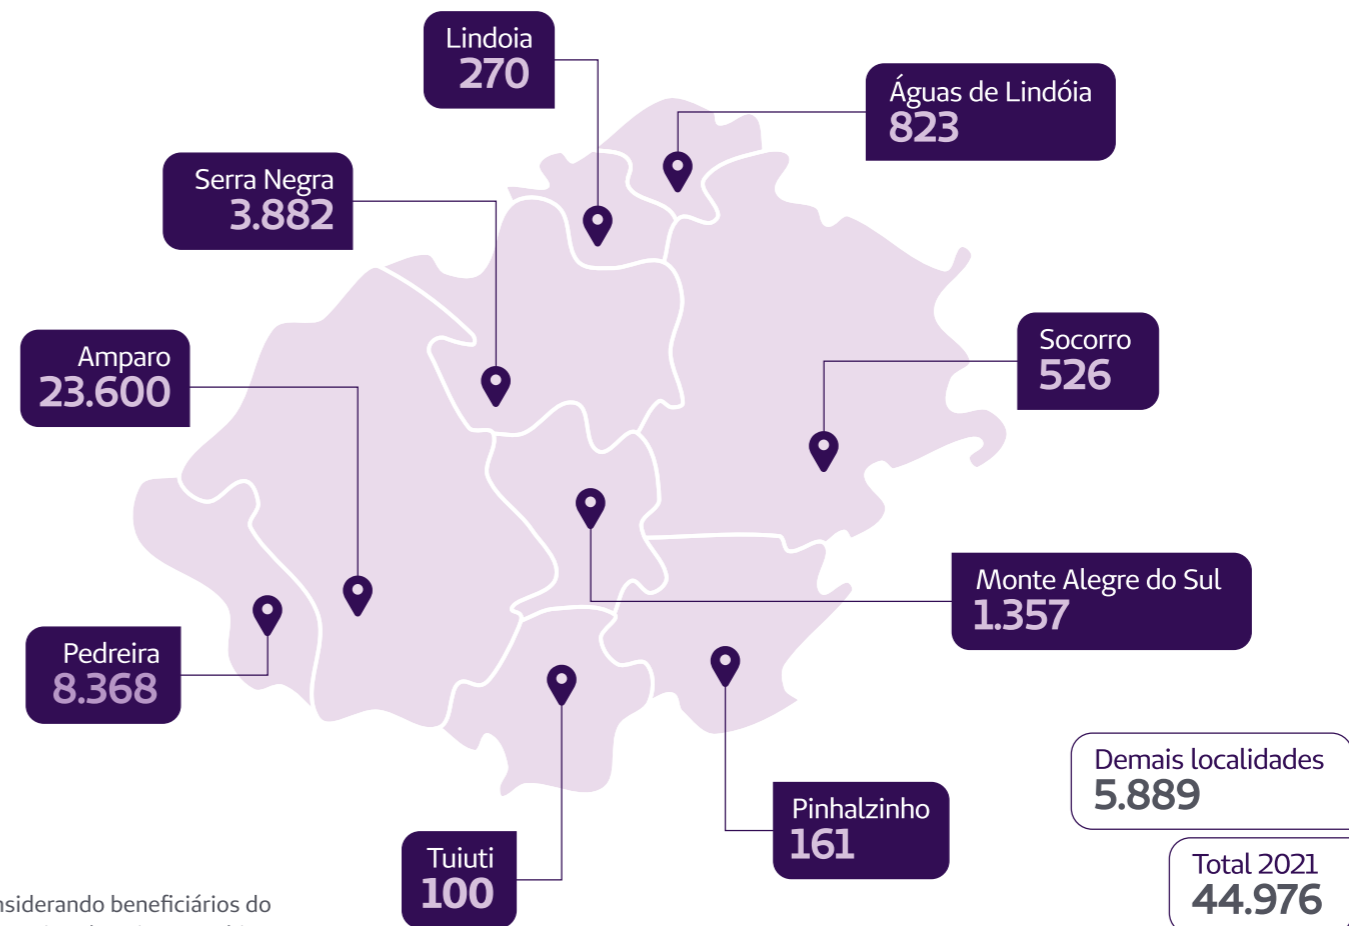 Lindoia
270
Águas de Lindóia
823
Serra Negra
3.882
Socorro
526
Amparo
23.600
Monte Alegre do Sul
1.357
Pedreira
8.368
Demais localidades
5.889
Pinhalzinho
161
Tuiuti
100
Total 2021
44.976
beneficiários do